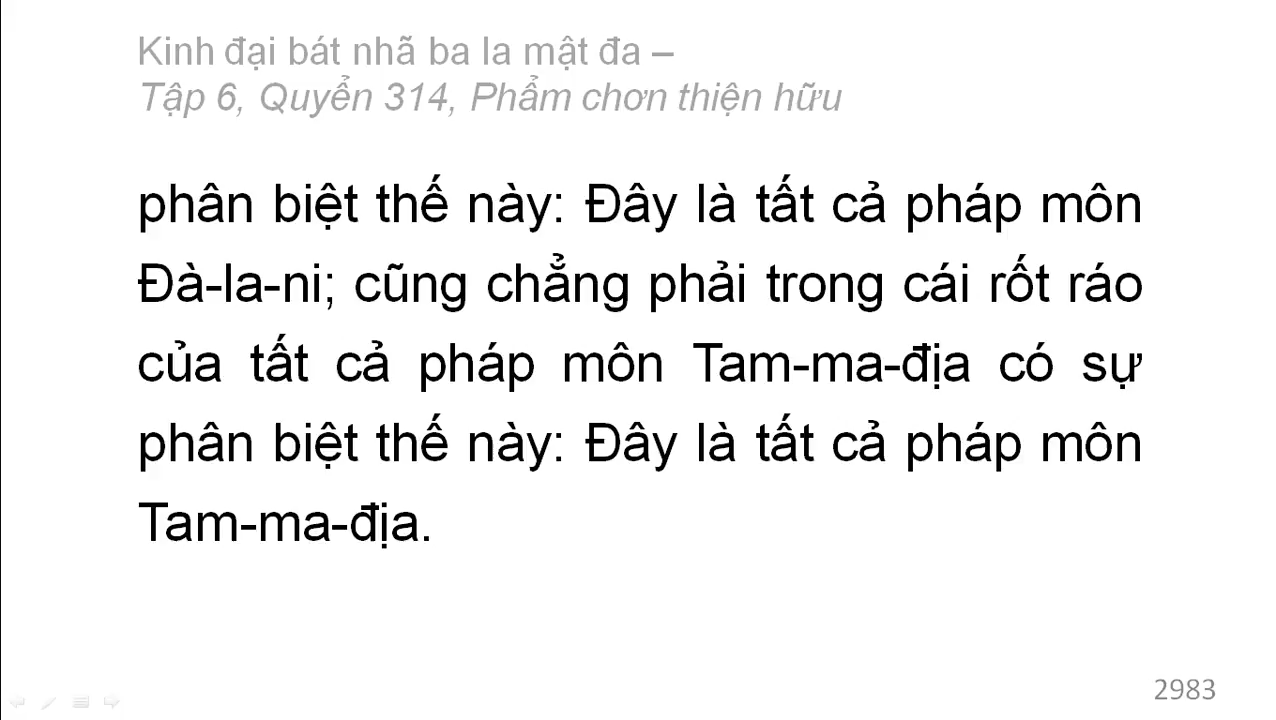 Kinh đại bát nhã ba la mật đa –
Tập 6, Quyển 314, Phẩm chơn thiện hữu
phân biệt thế này: Đây là tất cả pháp môn
Đà-la-ni; cũng chẳng phải trong cái rốt ráo
của tất cả pháp môn Tam-ma-địa có sự
phân biệt thế này: Đây là tất cả pháp môn
Tam-ma-địa.
2983